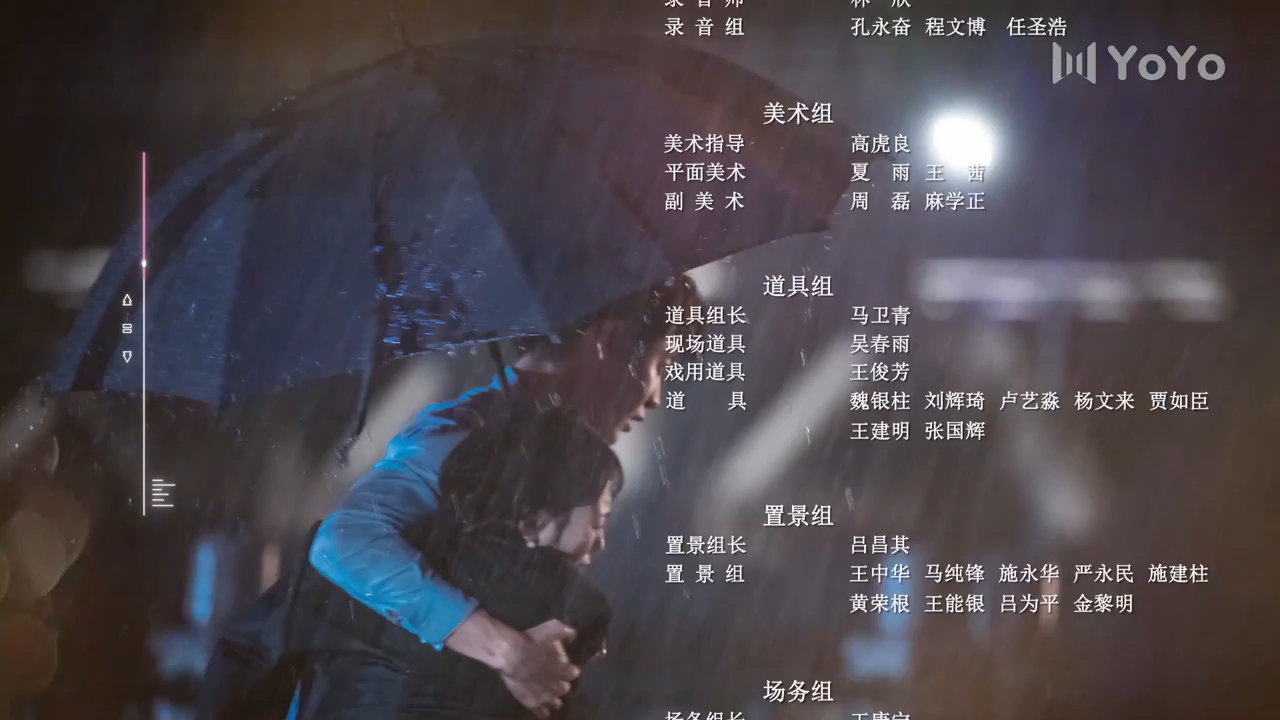 录音组 孔永奋 程文博 任圣浩
YoYo
美术组
美术指导 高虎良
平面美术 夏雨 王茜
副美术 周磊 麻学正
道具组
道具组长 马卫青
现场道具 吴春雨
戏用道具 王俊芳
道具 魏银柱 刘辉琦 卢艺淼 杨文来 贾如臣
王建明 张国辉
置景组
置景组长 吕昌其
置景组 王中华 马纯锋 施永华 严永民 施建柱
黄荣根 王能银 吕为平 金黎明
场务组